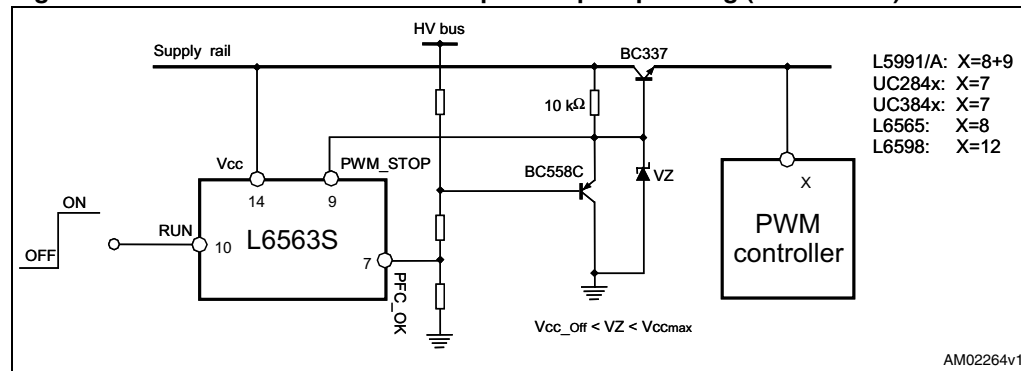 HV bus
Supply rail
BC337
L5991/A: X=8+9
UC284x: X=7
UC384x: X=7
L6565: X=8
L6598: X=12
10 kΩ
Vcc
PWM_STOP
BC558C
VZ
14
9
X
ON
OFF
RUN
10
L6563S
7
PFC_OK
PWM
controller
Vcc_Off < VZ < Vccmax
AM02264v1